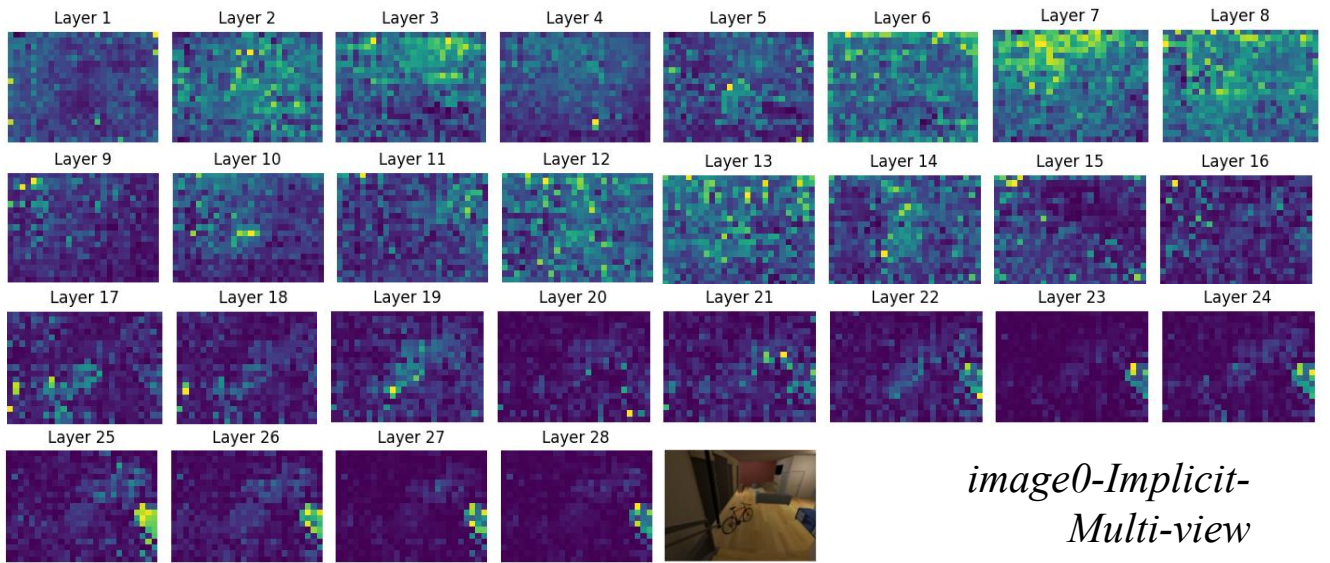 Layer 1 Layer 2 Layer 3 Layer 4 Layer 5 Layer 6 Layer 7 Layer 8
Layer 9 Layer 10 Layer 11 Layer 12 Layer 13 Layer 14 Layer 15 Layer 16
Layer 17 Layer 18 Layer 19 Layer 20 Layer 21 Layer 22 Layer 23 Layer 24
Layer 25 Layer 26 Layer 27 Layer 28
image0-Implicit-
Multi-view